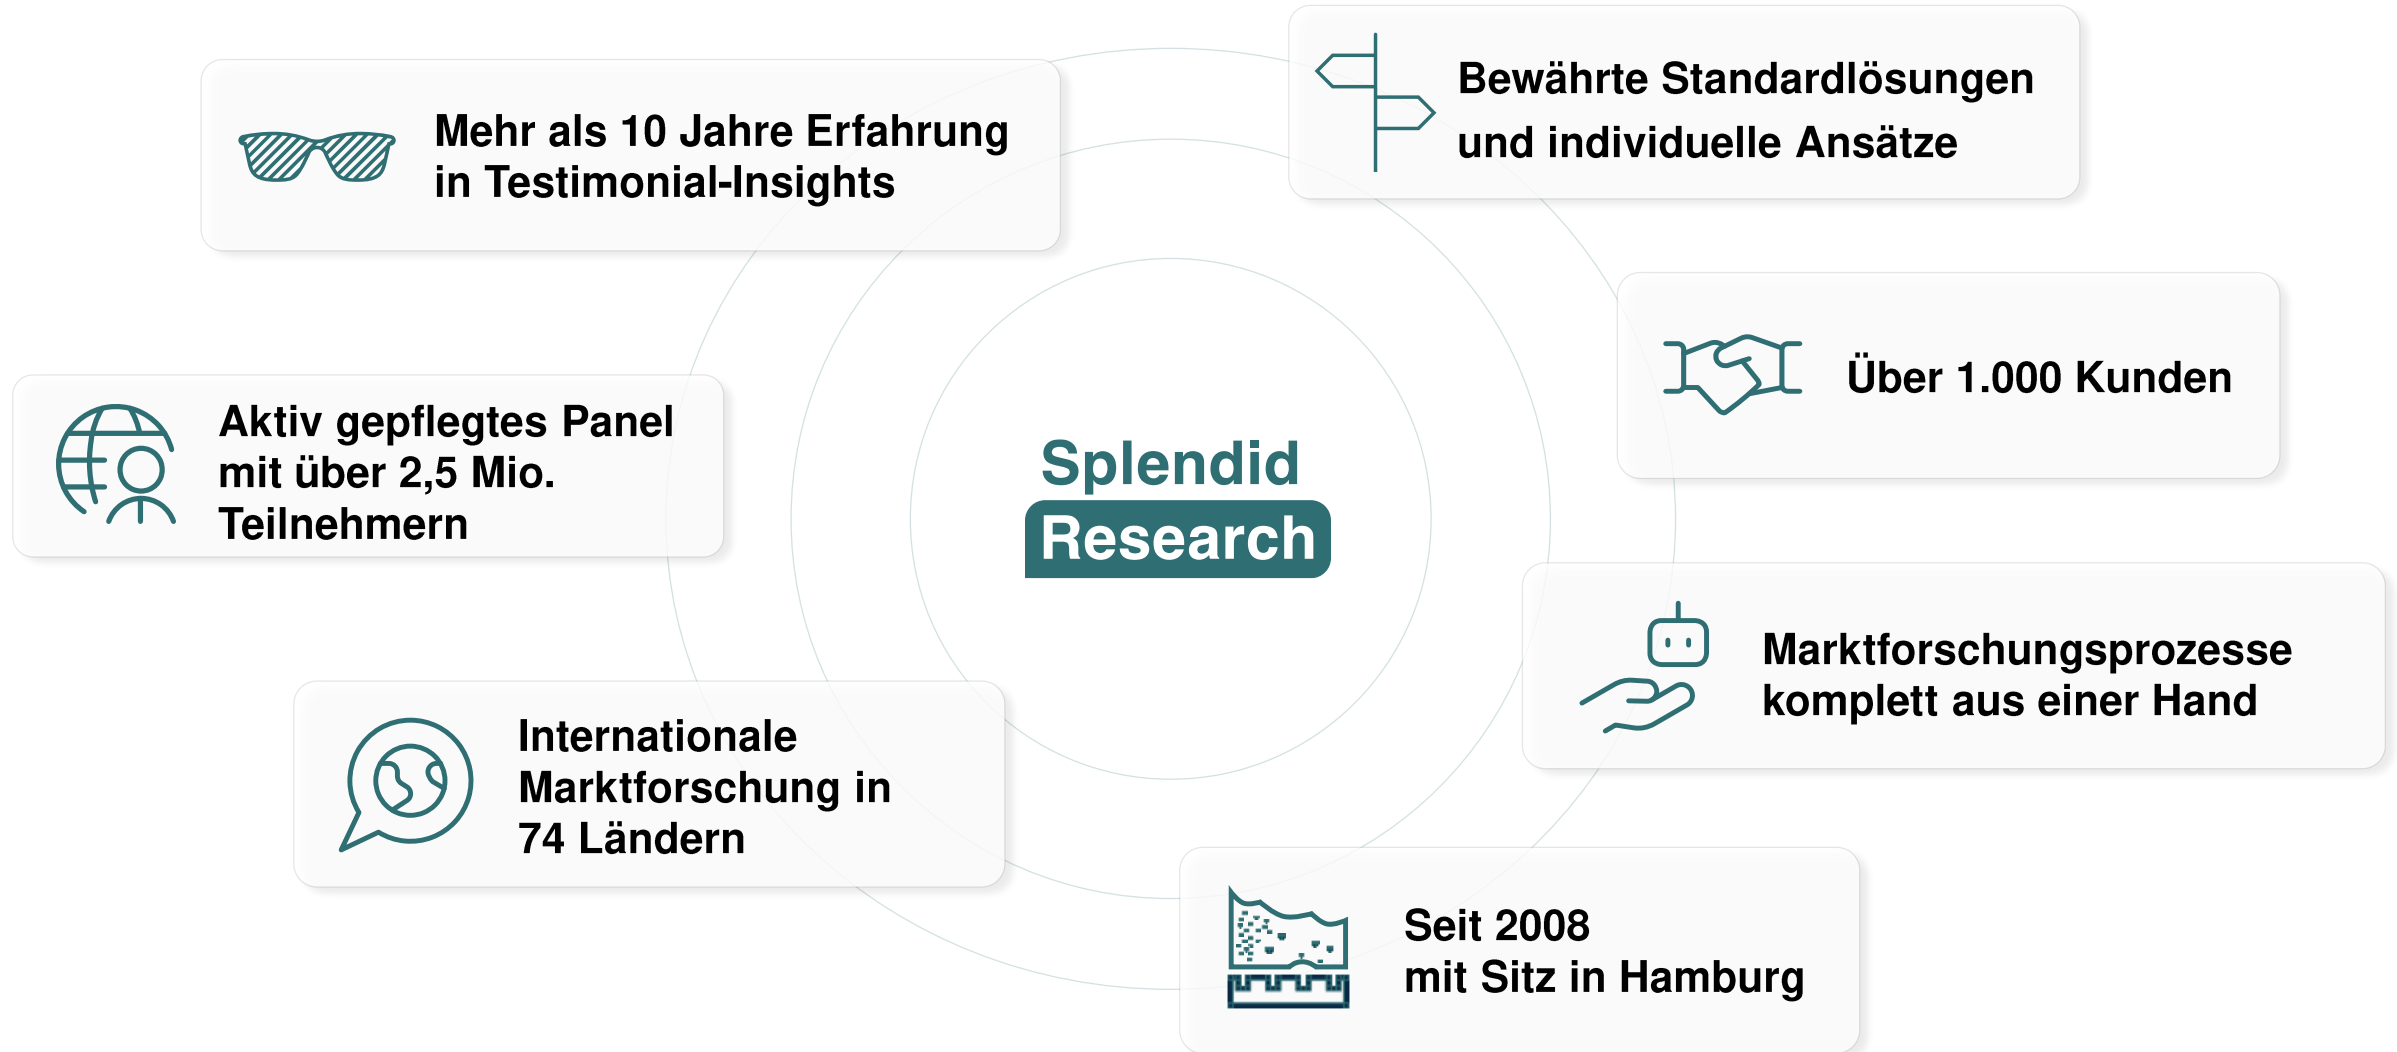 Mehr als 10 Jahre Erfahrung
in Testimonial-Insights
Bewährte Standardlösungen
und individuelle Ansätze
Über 1.000 Kunden
Aktiv gepflegtes Panel
mit über 2,5 Mio.
Teilnehmern
Splendid
Research
Marktforschungsprozesse
komplett aus einer Hand
Internationale
Marktforschung in
74 Ländern
Seit 2008
mit Sitz in Hamburg